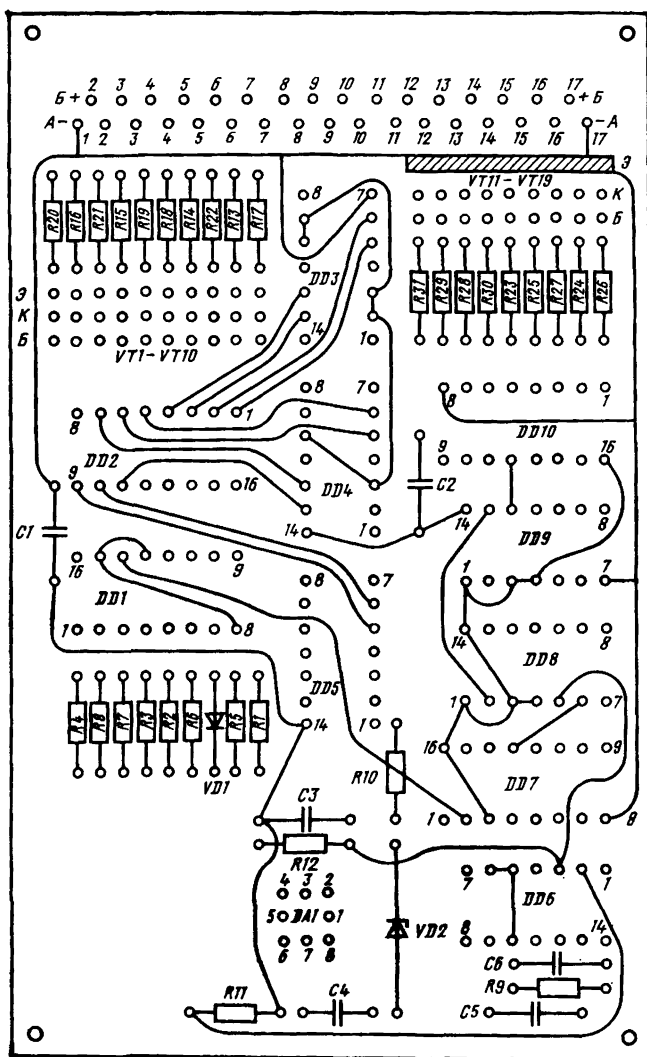 2 3 4 5 6 7 8 9 10 11 12 13 14 15 16 17
Б + + Б
А- -А
1 2 3 4 5 6 7 8 9 10 11 12 13 14 15 16 17
Э
VT11-VT19
R20 R16 R21 R15 R19 R18 R14 R22 R13 R17
8 7
К
Б
DD3
R31 R29 R28 R30 R23 R25 R27 R24 R26
Э
К
Б
14 1
VT1-VT10
8 7
8 1
8 1
DD10
DD2
9 16
DD4
C2
9 16
C1
14 1
14 8
DD9
16 9
DD1
8 7
1 7
1 8
14 8
DD8
DD5
R4 R8 R7 R3 R2 R6 R5 R1
VD1
14 1
1 7
16 9
R10
DD7
C3
1 8
R12
4 3 2
5 DA1 1
6 7 8
7 1
DD6
VD2
8 14
C6
R9
R11
C4
C5